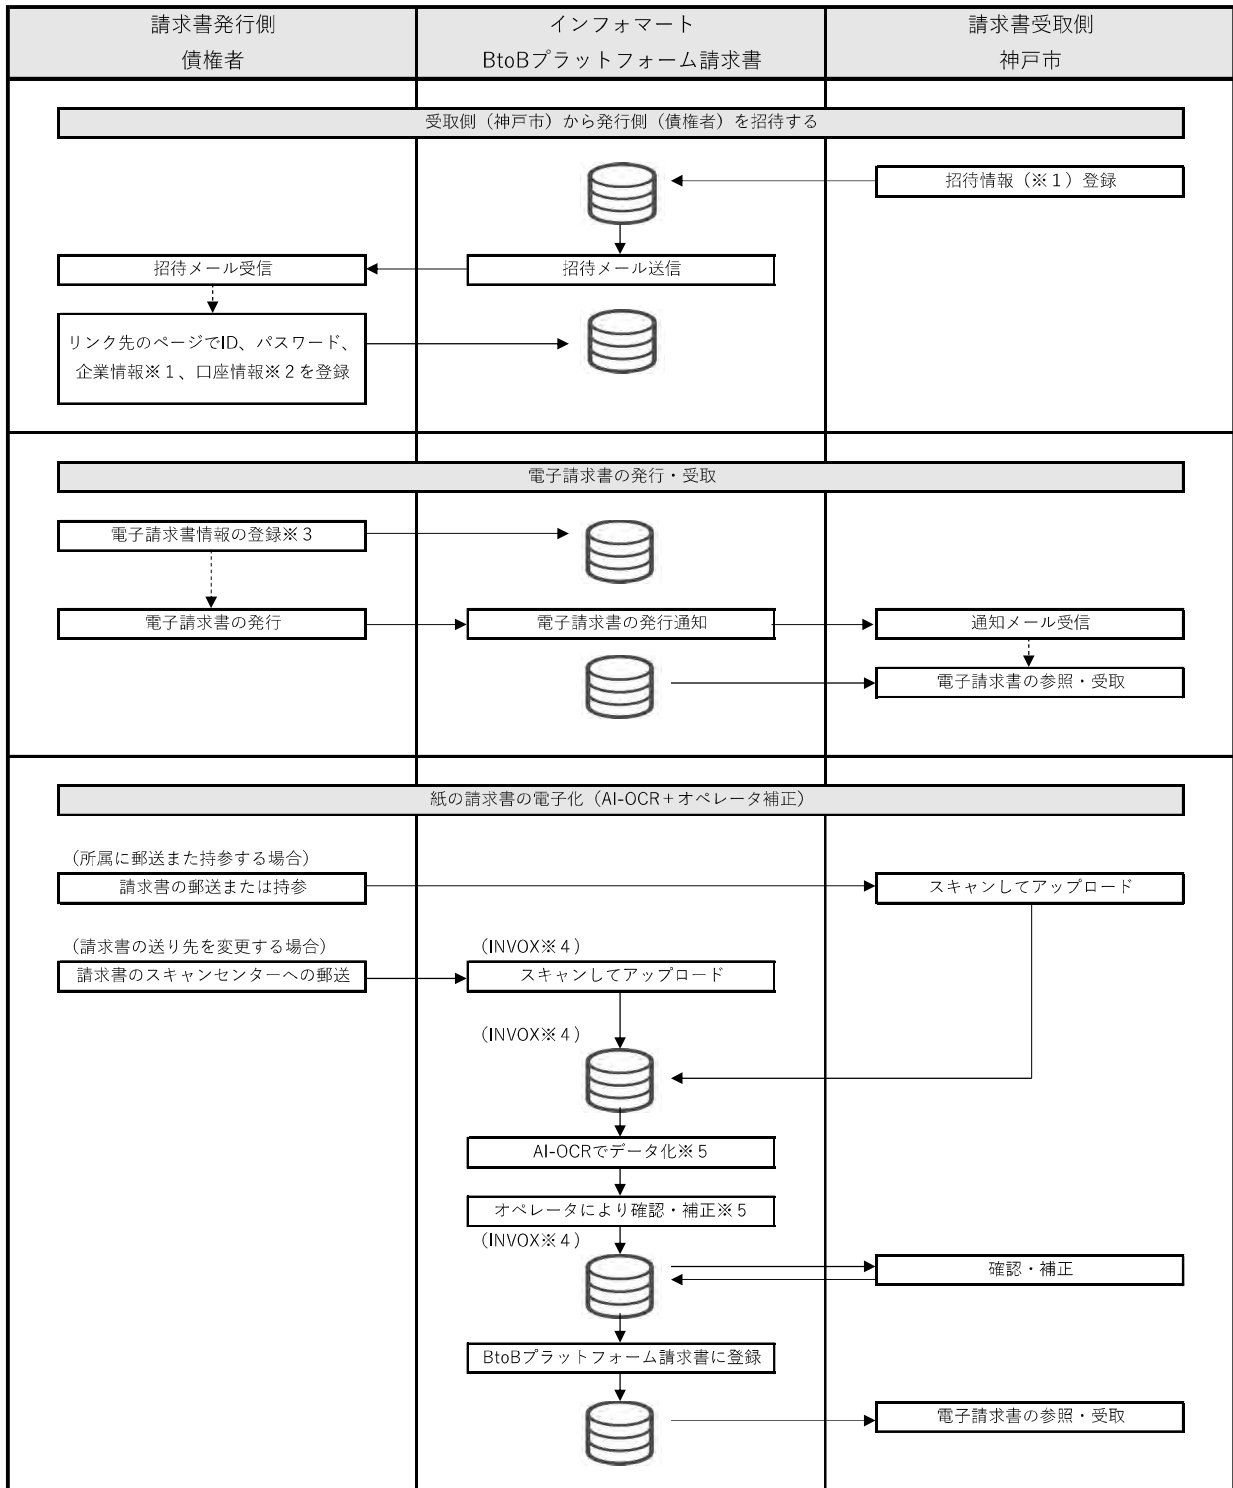 請求書発行側
債権者
インフォマート
BtoBプラットフォーム請求書
請求書受取側
神戸市
受取側（神戸市）から発行側（債権者）を招待する
招待情報（※１）登録
招待メール受信
招待メール送信
リンク先のページでID、パスワード、
企業情報※１、口座情報※２を登録
電子請求書の発行・受取
電子請求書情報の登録※３
電子請求書の発行
電子請求書の発行通知
通知メール受信
電子請求書の参照・受取
紙の請求書の電子化（AI-OCR＋オペレータ補正）
（所属に郵送また持参する場合）
請求書の郵送または持参
スキャンしてアップロード
（請求書の送り先を変更する場合）
（INVOX※４）
請求書のスキャンセンターへの郵送
スキャンしてアップロード
（INVOX※４）
AI-OCRでデータ化※５
オペレータにより確認・補正※５
（INVOX※４）
確認・補正
BtoBプラットフォーム請求書に登録
電子請求書の参照・受取